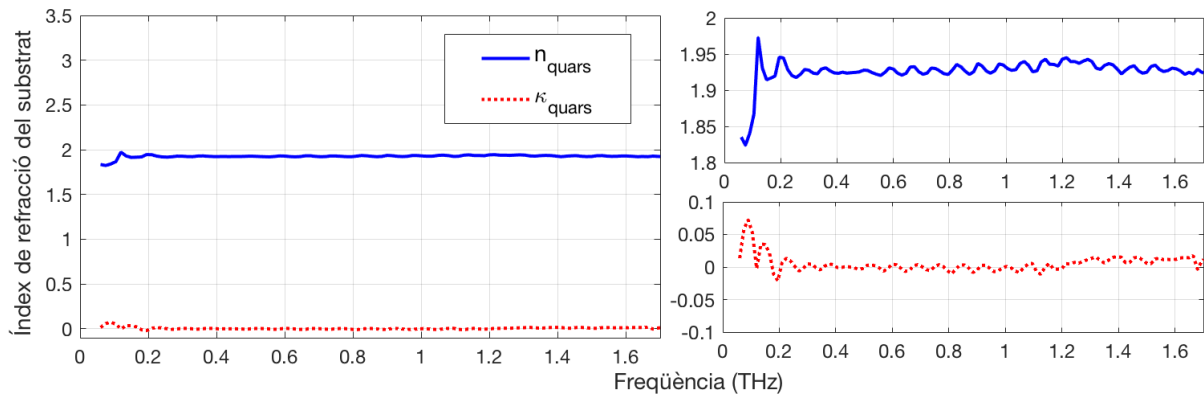 Índex de refracció del substrat
3.5
3
2.5
2
1.5
1
0.5
0
0 0.2 0.4 0.6 0.8 1 1.2 1.4 1.6
n_quars
κ_quars
2
1.95
1.9
1.85
1.8
0 0.2 0.4 0.6 0.8 1 1.2 1.4 1.6
0.1
0.05
0
-0.05
-0.1
0 0.2 0.4 0.6 0.8 1 1.2 1.4 1.6
Freqüència (THz)